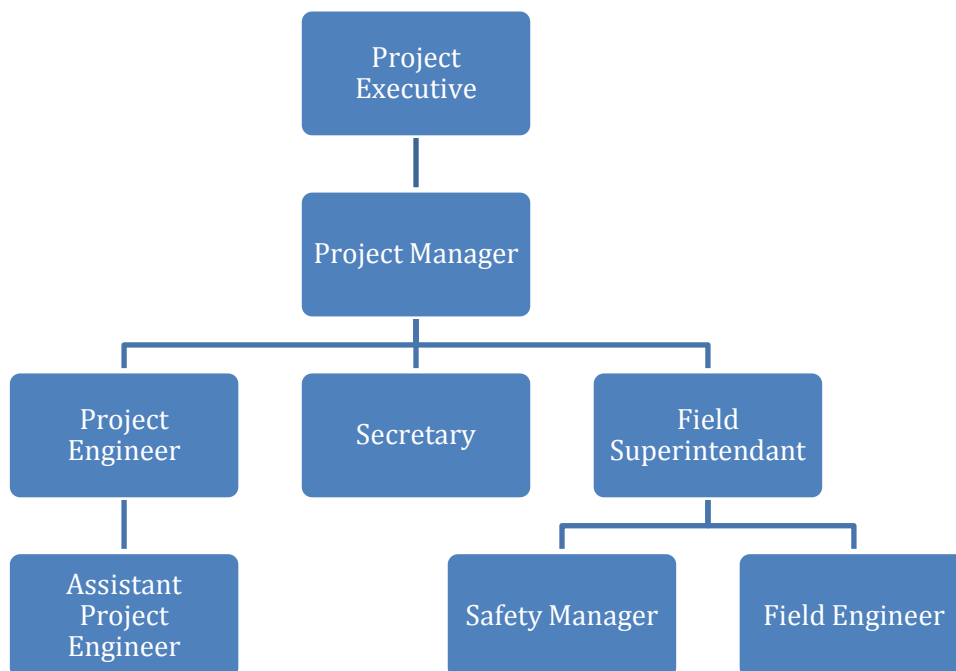 Project
Executive
Project Manager
Project
Engineer
Secretary
Field
Superintendant
Assistant
Project
Engineer
Safety Manager
Field Engineer